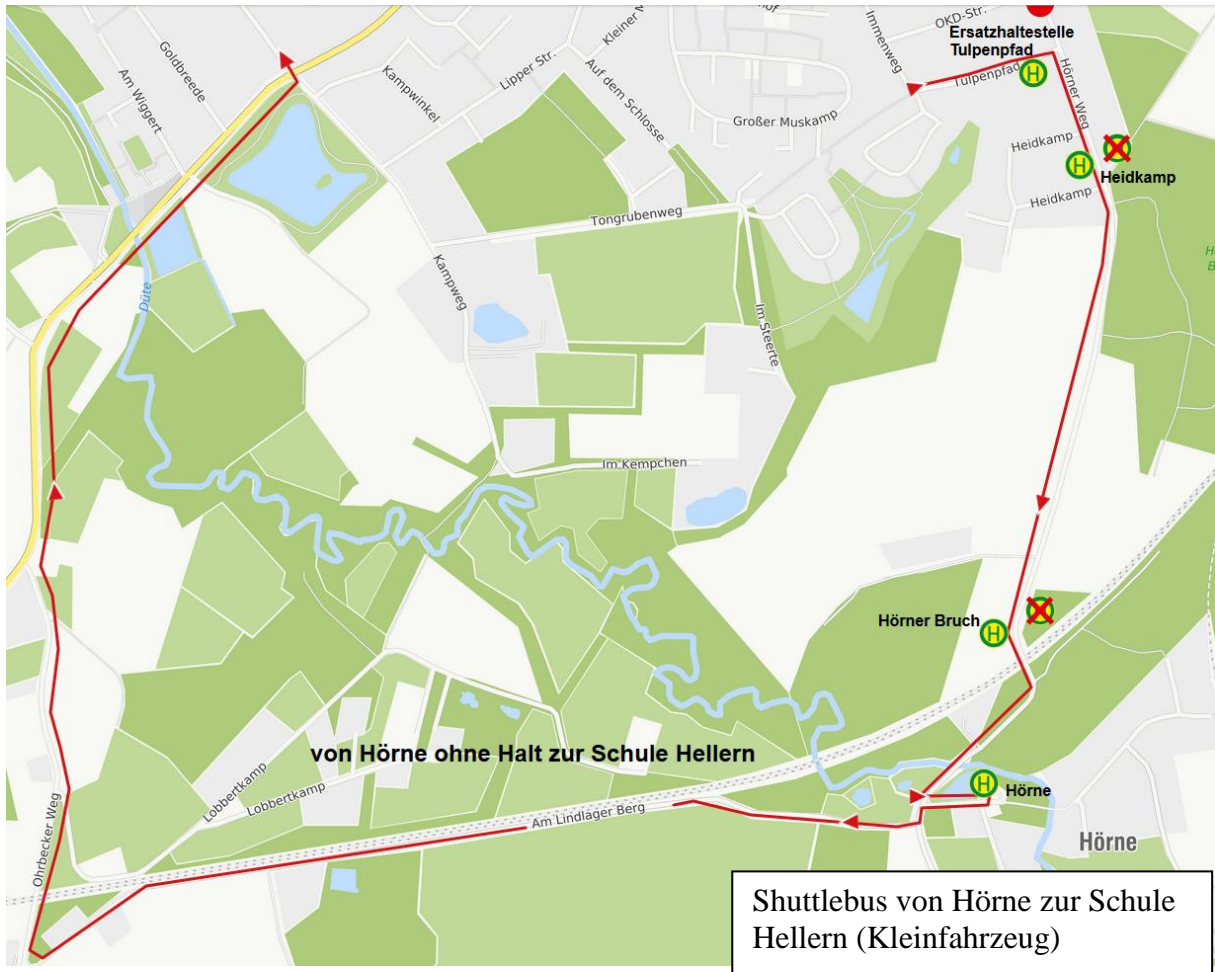 OKD-Str.
Ersatzhaltestelle
Tulpenpfad
Immenweg
Tulpenpfad
Hörner Weg
Goldbreede
Am Wiggert
Kampwinkel
Lipper Str.
Kleiner
Auf dem Schlosse
Großer Muskamp
Heidkamp
H
H
Heidkamp
Heidkamp
Tongrubenweg
Kampweg
Düte
Im Steerte
Im Kempchen
Hörner Bruch
H
von Hörne ohne Halt zur Schule Hellern
Lobbertkamp
Lobbertkamp
Ohrbecker Weg
Am Lindlager Berg
H
Hörne
Hörne
Shuttlebus von Hörne zur Schule
Hellern (Kleinfahrzeug)